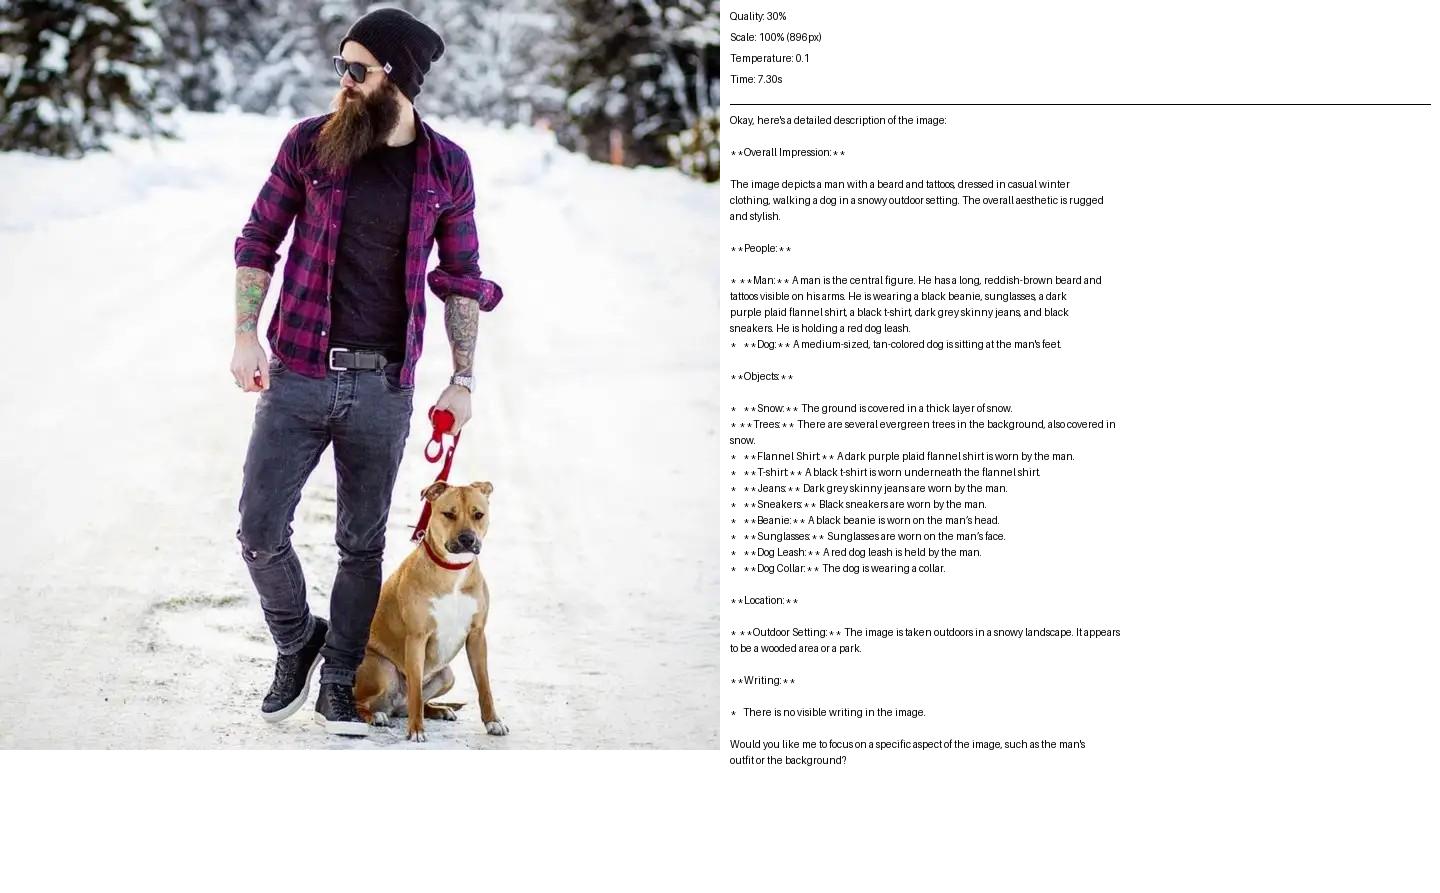 Quality: 30%
Scale: 100% (896px)
Temperature: 0.1
Time: 7.30s
Okay, here's a detailed description of the image:
**Overall Impression:**
The image depicts a man with a beard and tattoos, dressed in casual winter
clothing, walking a dog in a snowy outdoor setting. The overall aesthetic is rugged
and stylish.
**People:**
* **Man:** A man is the central figure. He has a long, reddish-brown beard and
tattoos visible on his arms. He is wearing a black beanie, sunglasses, a dark
purple plaid flannel shirt, a black t-shirt, dark grey skinny jeans, and black
sneakers. He is holding a red dog leash.
* **Dog:** A medium-sized, tan-colored dog is sitting at the man's feet.
**Objects:**
* **Snow:** The ground is covered in a thick layer of snow.
* **Trees:** There are several evergreen trees in the background, also covered in
snow.
* **Flannel Shirt:** A dark purple plaid flannel shirt is worn by the man.
* **T-shirt:** A black t-shirt is worn underneath the flannel shirt.
* **Jeans:** Dark grey skinny jeans are worn by the man.
* **Sneakers:** Black sneakers are worn by the man.
* **Beanie:** A black beanie is worn on the man's head.
* **Sunglasses:** Sunglasses are worn on the man's face.
* **Dog Leash:** A red dog leash is held by the man.
* **Dog Collar:** The dog is wearing a collar.
**Location:**
* **Outdoor Setting:** The image is taken outdoors in a snowy landscape. It appears
to be a wooded area or a park.
**Writing:**
* There is no visible writing in the image.
Would you like me to focus on a specific aspect of the image, such as the man's
outfit or the background?